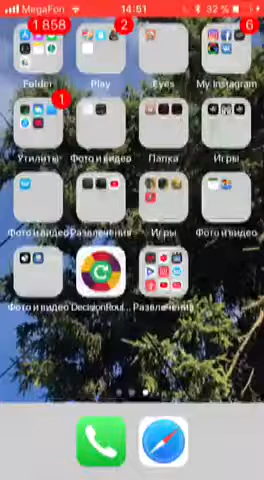 MegaFon 14:51 32 %
1 858 2 6
Folder Play Eyes My Instagram
1
Утилиты Фото и видео Папка Игры
Фото и видео Развлечения Игры Фото и видео
Фото и видео DecisionRoul... Развлечения